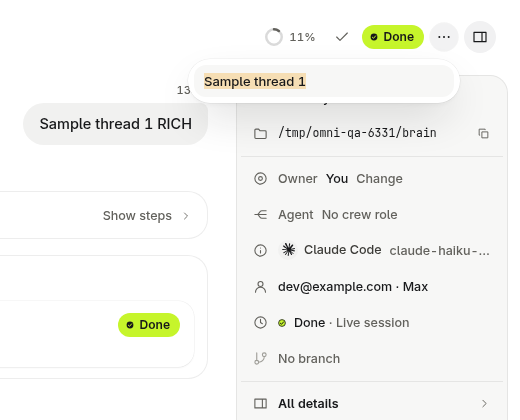 11%
Done
Sample thread 1
13
Sample thread 1 RICH
/tmp/omni-qa-6331/brain
Owner You Change
Show steps
Agent No crew role
Claude Code claude-haiku-...
dev@example.com · Max
Done
Done · Live session
No branch
All details